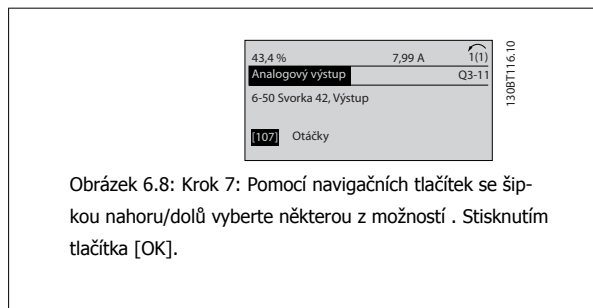 43,4 % 7,99 A 1(1)
Analogový výstup Q3-11
6-50 Svorka 42, Výstup
[107] Otáčky
130BT116.10
Obrázek 6.8: Krok 7: Pomocí navigačních tlačítek se šip-
kou nahoru/dolů vyberte některou z možností . Stisknutím
tlačítka [OK].